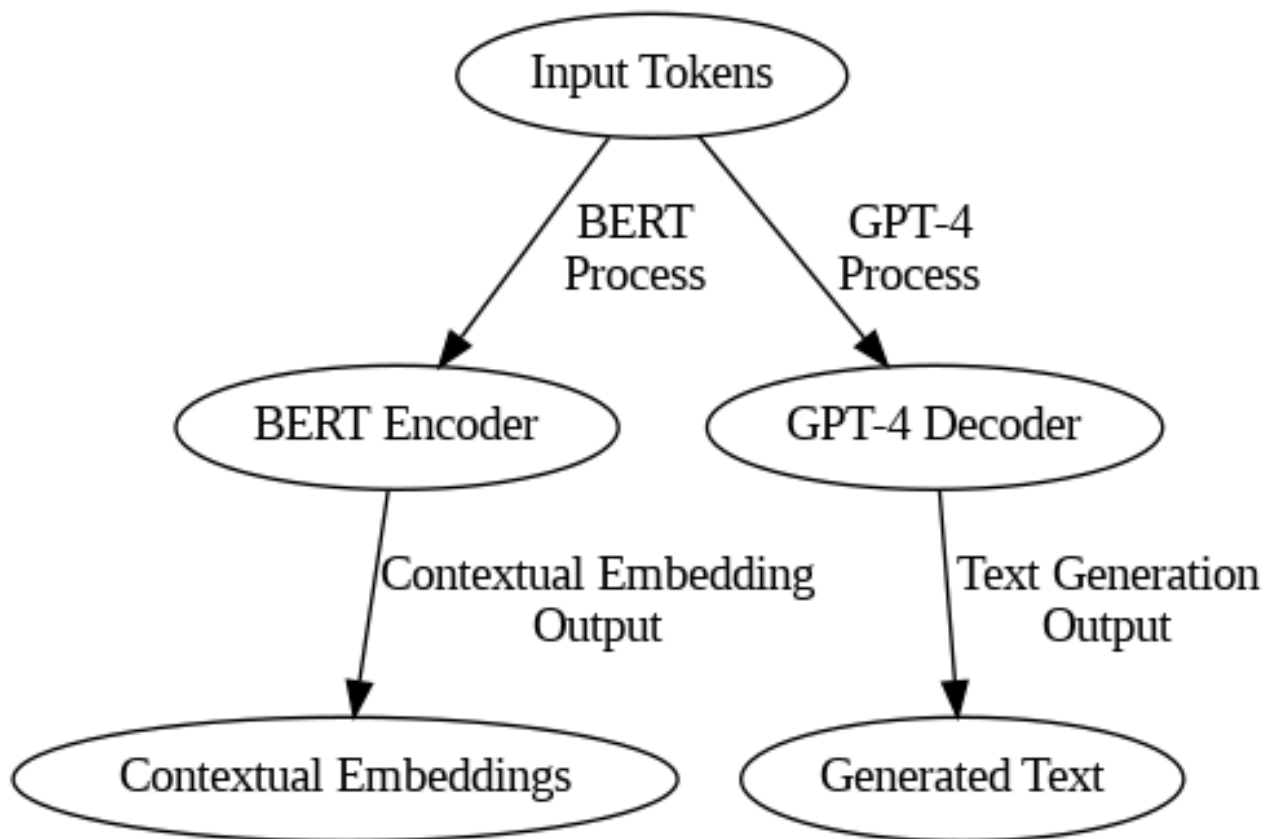 Input Tokens
BERT
Process
GPT-4
Process
BERT Encoder
GPT-4 Decoder
Contextual Embedding
Output
Text Generation
Output
Contextual Embeddings
Generated Text